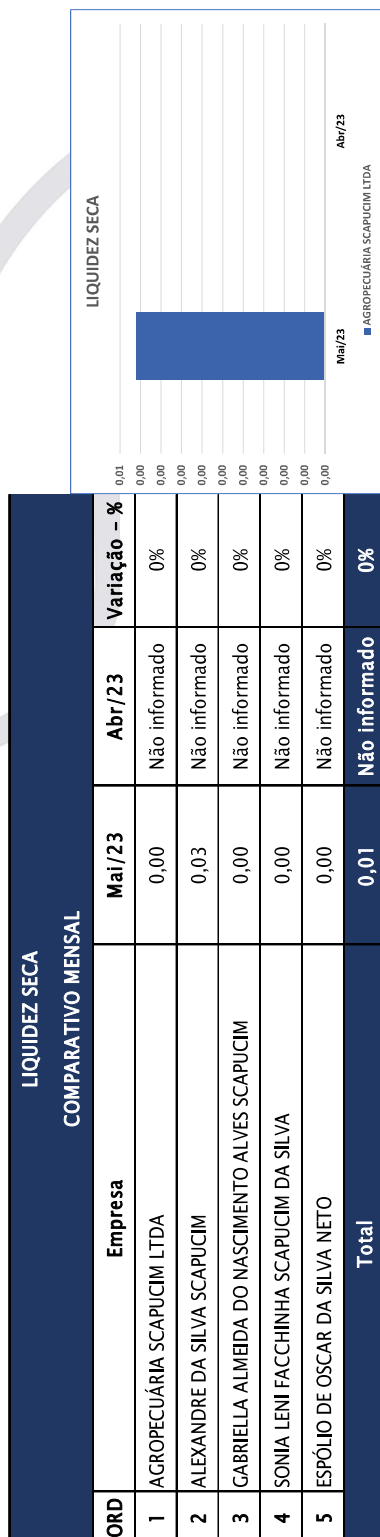 LIQUIDEZ SECA
COMPARATIVO MENSAL
ORD Empresa Mai/23 Abr/23 Variação - %
1 AGROPECUÁRIA SCAPUCIM LTDA 0,00 Não informado 0%
2 ALEXANDRE DA SILVA SCAPUCIM 0,03 Não informado 0%
3 GABRIELLA ALMEIDA DO NASCIMENTO ALVES SCAPUCIM 0,00 Não informado 0%
4 SONIA LENI FACCHINHA SCAPUCIM DA SILVA 0,00 Não informado 0%
5 ESPÓLIO DE OSCAR DA SILVA NETO 0,00 Não informado 0%
Total 0,01 Não informado 0%
LIQUIDEZ SECA
0,01
0,00
0,00
0,00
0,00
0,00
0,00
0,00
0,00
0,00
0,00
Mai/23 Abr/23
AGROPECUÁRIA SCAPUCIM LTDA